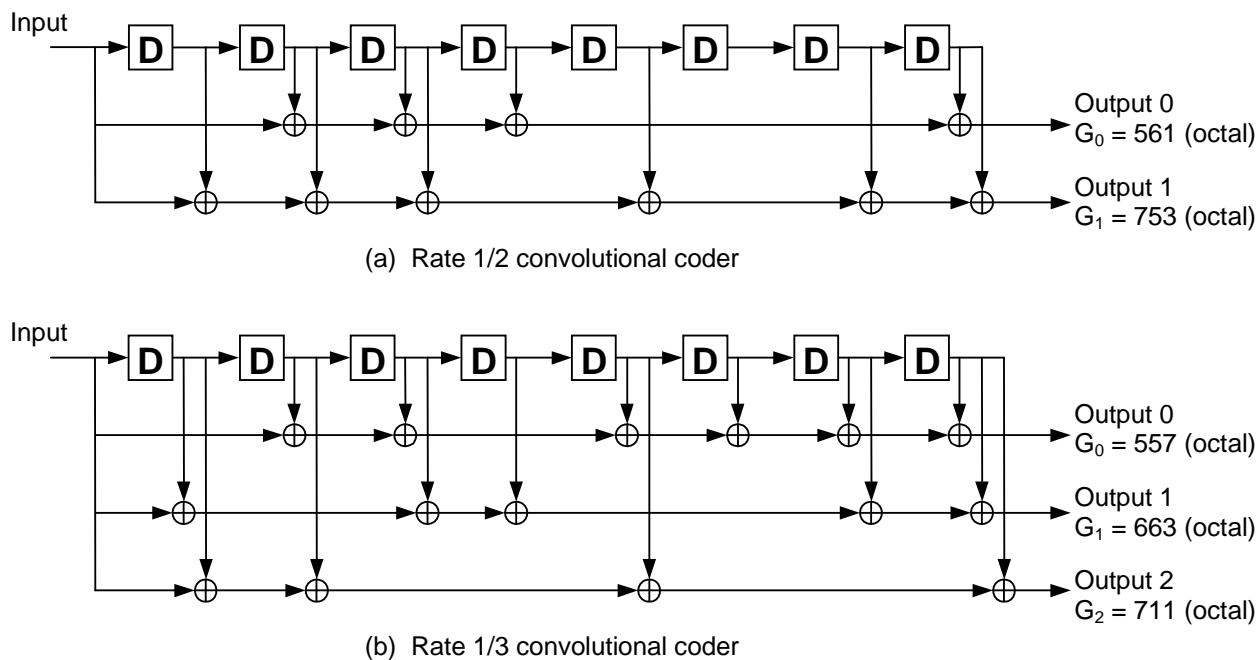 Input
D D D D D D D D
Output 0
G₀ = 561 (octal)
Output 1
G₁ = 753 (octal)
(a) Rate 1/2 convolutional coder
Input
D D D D D D D D
Output 0
G₀ = 557 (octal)
Output 1
G₁ = 663 (octal)
Output 2
G₂ = 711 (octal)
(b) Rate 1/3 convolutional coder